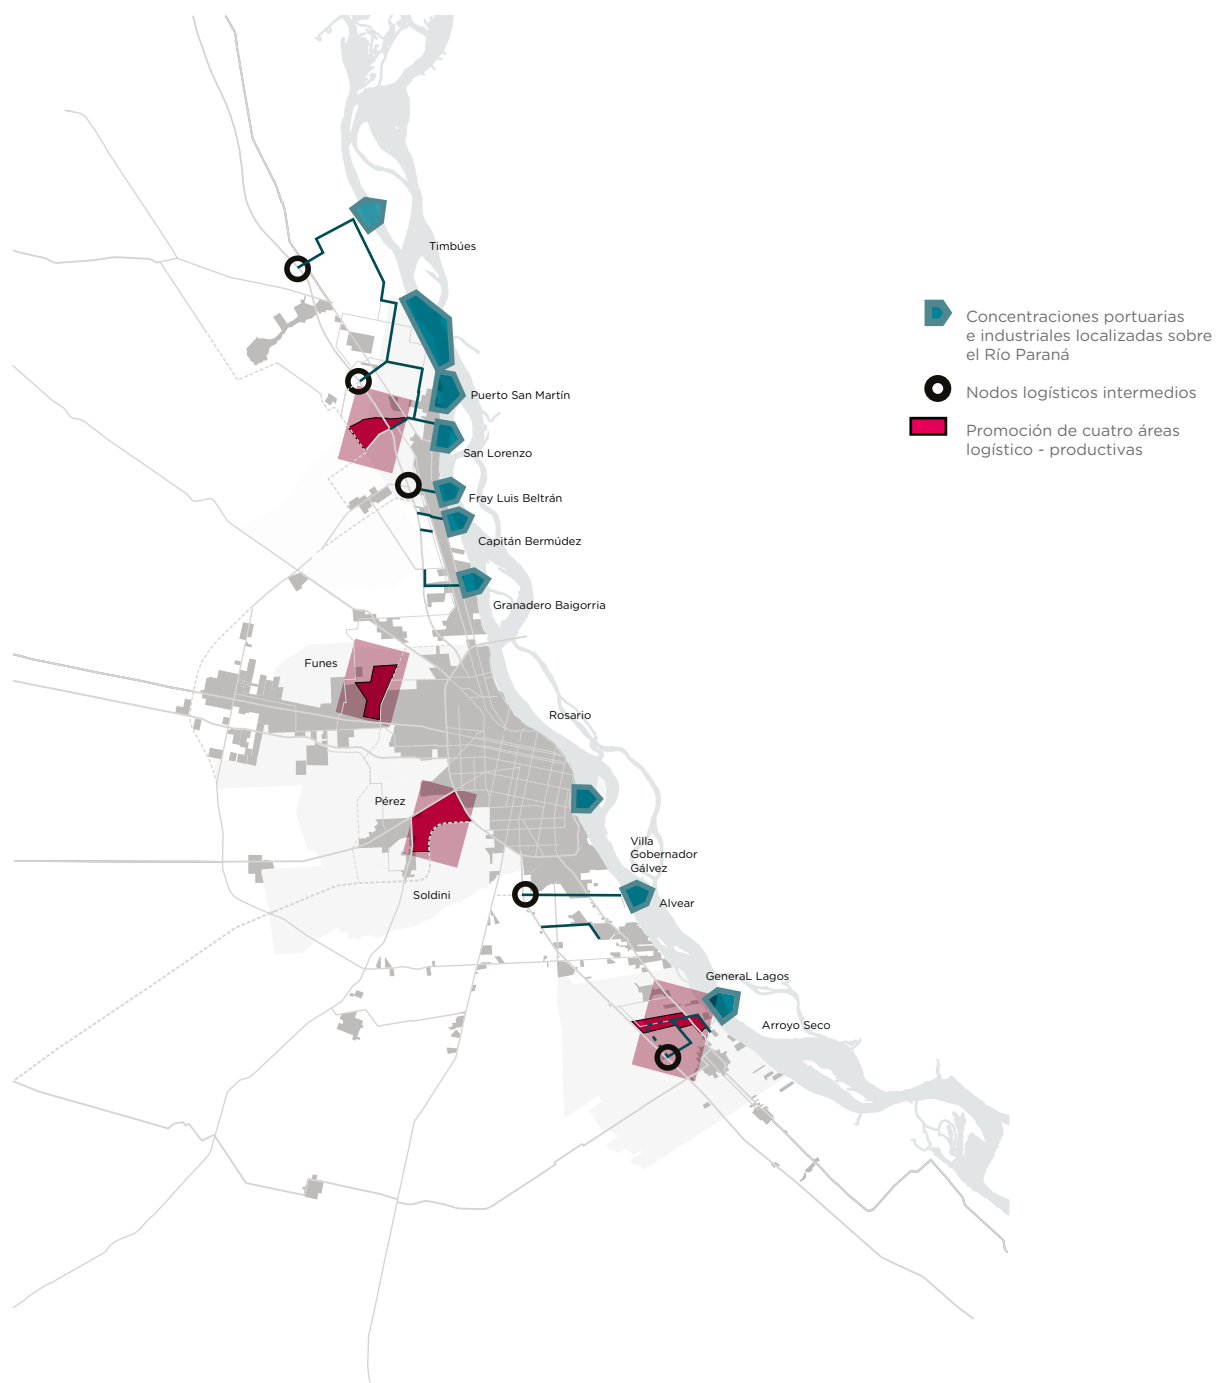 Timbúes
Concentraciones portuarias
e industriales localizadas sobre
el Río Paraná
Nodos logísticos intermedios
Promoción de cuatro áreas
logístico - productivas
Puerto San Martín
San Lorenzo
Fray Luis Beltrán
Capitán Bermúdez
Granadero Baigorria
Funes
Rosario
Pérez
Villa
Gobernador
Gálvez
Soldini
Alvear
GeneraL Lagos
Arroyo Seco